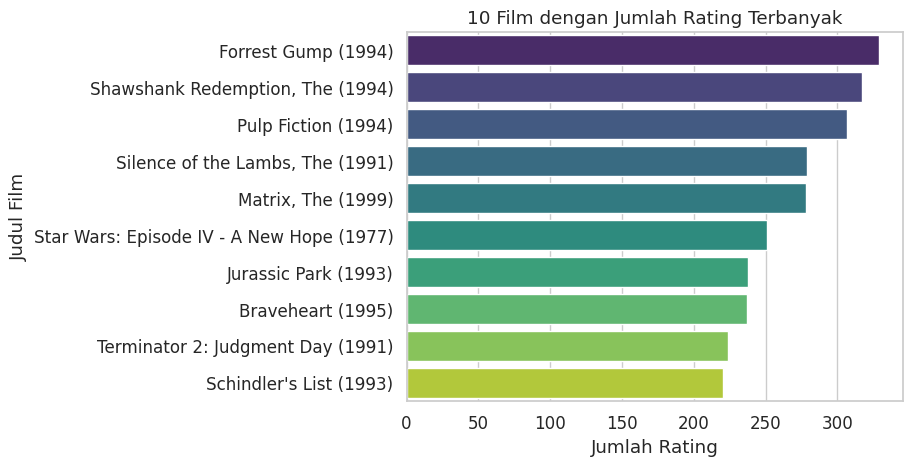 10 Film dengan Jumlah Rating Terbanyak
Judul Film
Forrest Gump (1994)
Shawshank Redemption, The (1994)
Pulp Fiction (1994)
Silence of the Lambs, The (1991)
Matrix, The (1999)
Star Wars: Episode IV - A New Hope (1977)
Jurassic Park (1993)
Braveheart (1995)
Terminator 2: Judgment Day (1991)
Schindler's List (1993)
0 50 100 150 200 250 300
Jumlah Rating